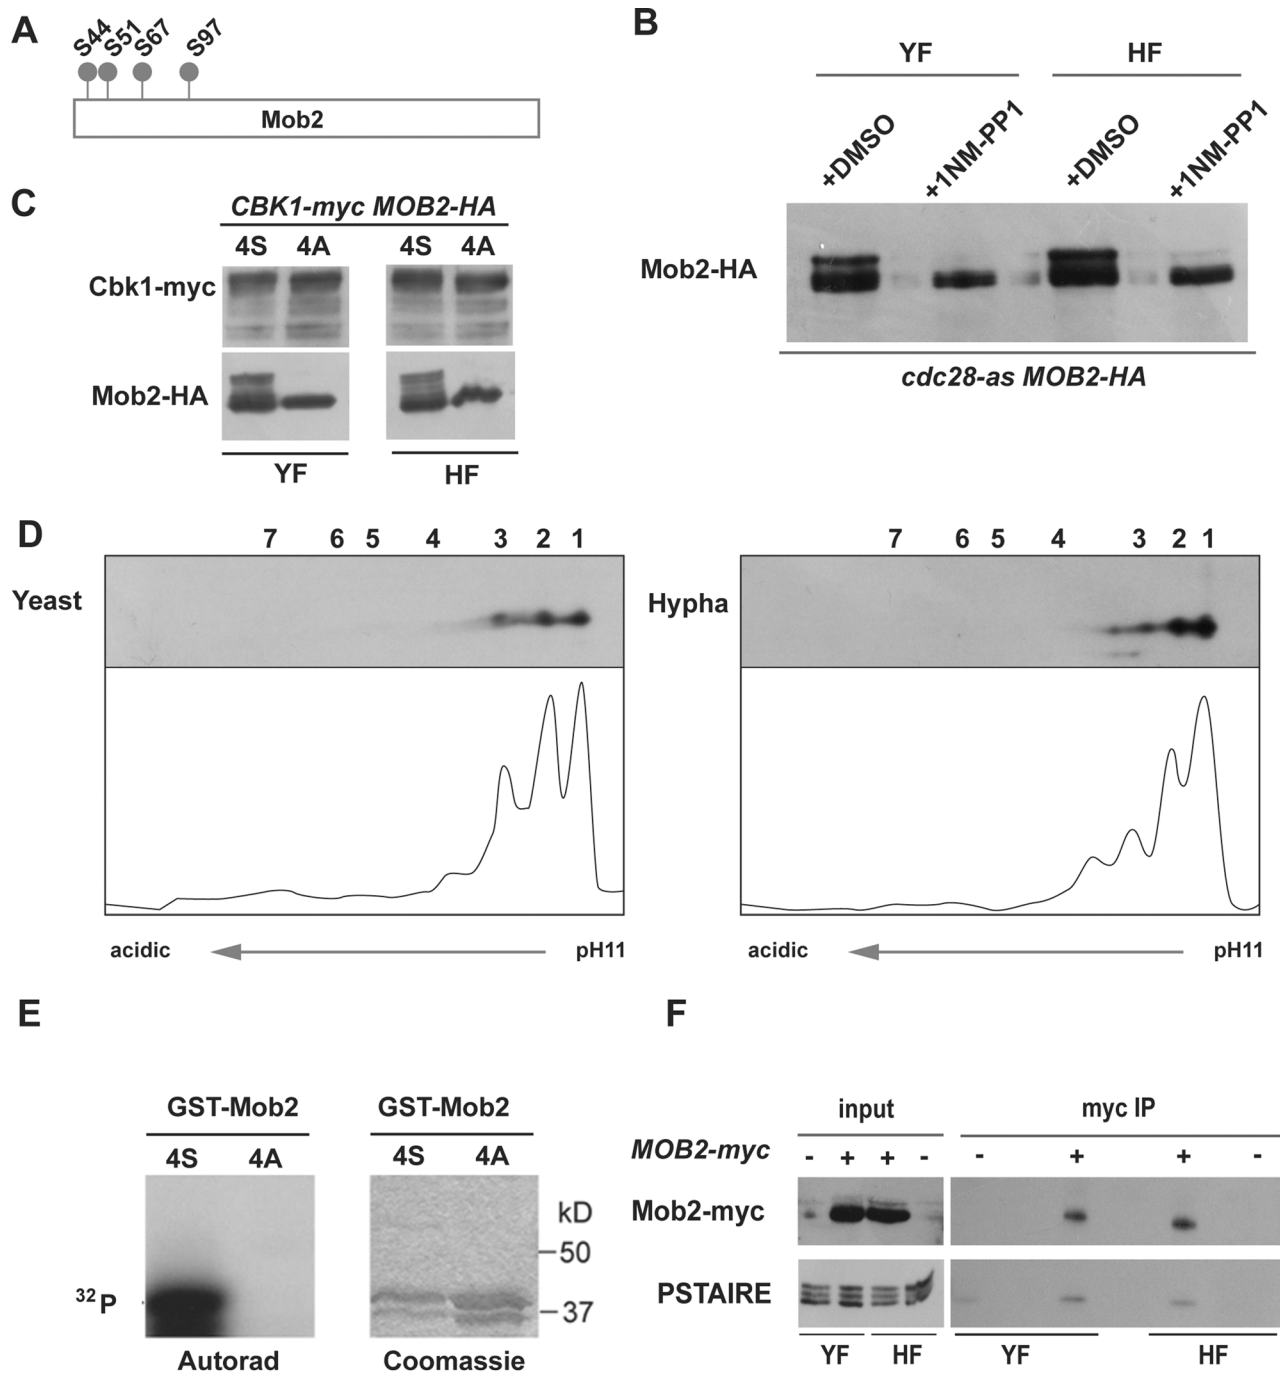 A
S44 S51 S67 S97
Mob2
B
YF HF
+DMSO +1NM-PP1 +DMSO +1NM-PP1
Mob2-HA
cdc28-as MOB2-HA
C
CBK1-myc MOB2-HA
4S 4A 4S 4A
Cbk1-myc
Mob2-HA
YF HF
D
7 6 5 4 3 2 1 7 6 5 4 3 2 1
Yeast Hypha
acidic pH11 acidic pH11
E
GST-Mob2 GST-Mob2
4S 4A 4S 4A
kD
50
32P 37
Autorad Coomassie
F
input myc IP
MOB2-myc - + + - - + + -
Mob2-myc
PSTAIRE
YF HF YF HF